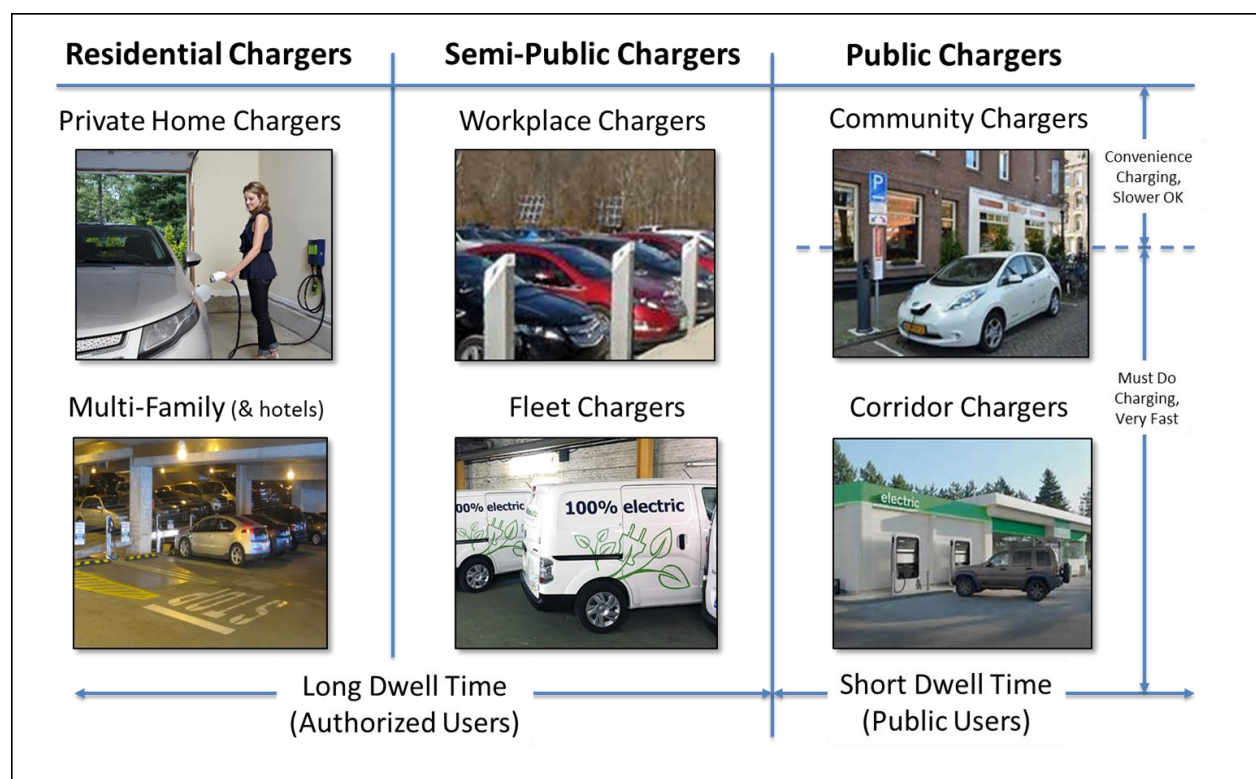 Residential Chargers
Semi-Public Chargers
Public Chargers
Private Home Chargers
Workplace Chargers
Community Chargers
Convenience
Charging,
Slower OK
P
Multi-Family (& hotels)
Fleet Chargers
Corridor Chargers
Must Do
Charging,
Very Fast
STOP
00% electric
100% electric
electric
Long Dwell Time
(Authorized Users)
Short Dwell Time
(Public Users)